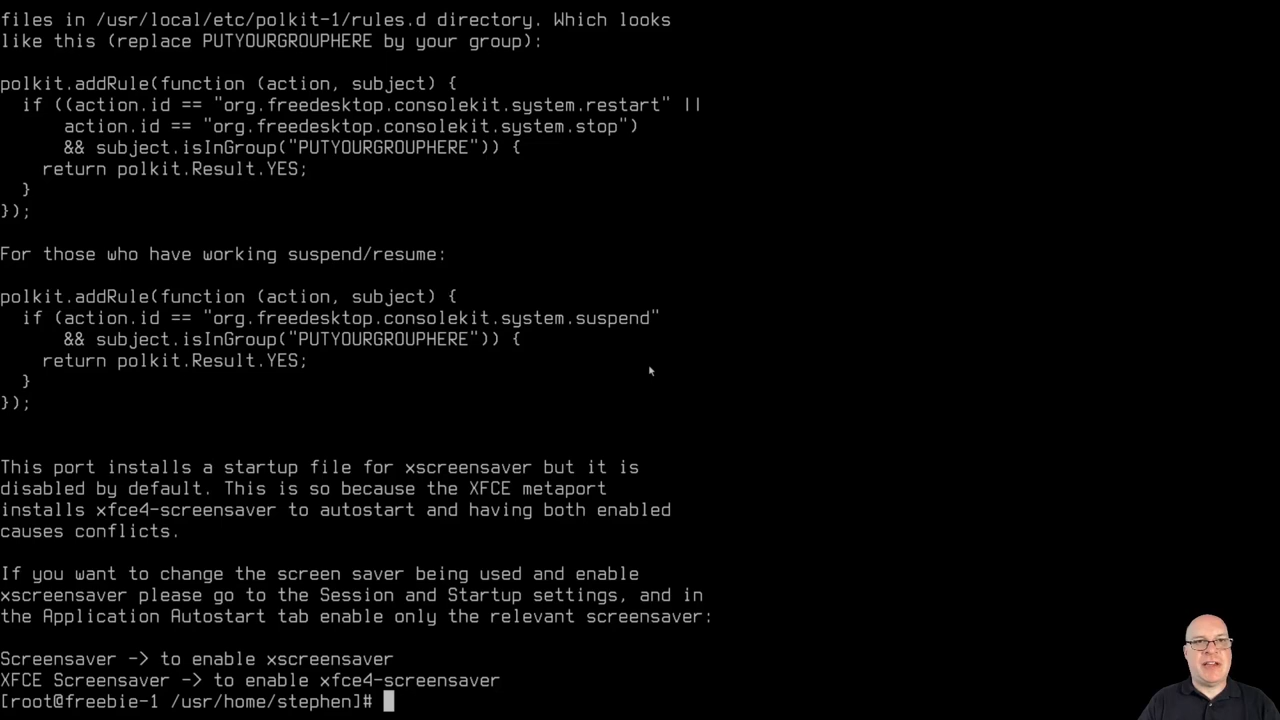 files in /usr/local/etc/polkit-1/rules.d directory. Which looks
like this (replace PUTYOURGROUPHERE by your group):
polkit.addRule(function (action, subject) {
if ((action.id == "org.freedesktop.consolekit.system.restart" ||
action.id == "org.freedesktop.consolekit.system.stop")
&& subject.isInGroup("PUTYOURGROUPHERE")) {
return polkit.Result.YES;
}
});
For those who have working suspend/resume:
polkit.addRule(function (action, subject) {
if (action.id == "org.freedesktop.consolekit.system.suspend"
&& subject.isInGroup("PUTYOURGROUPHERE")) {
return polkit.Result.YES;
}
});
This port installs a startup file for xscreensaver but it is
disabled by default. This is so because the XFCE metaport
installs xfce4-screensaver to autostart and having both enabled
causes conflicts.
If you want to change the screen saver being used and enable
xscreensaver please go to the Session and Startup settings, and in
the Application Autostart tab enable only the relevant screensaver:
Screensaver -> to enable xscreensaver
XFCE Screensaver -> to enable xfce4-screensaver
[root@freebie-1 /usr/home/stephen]#